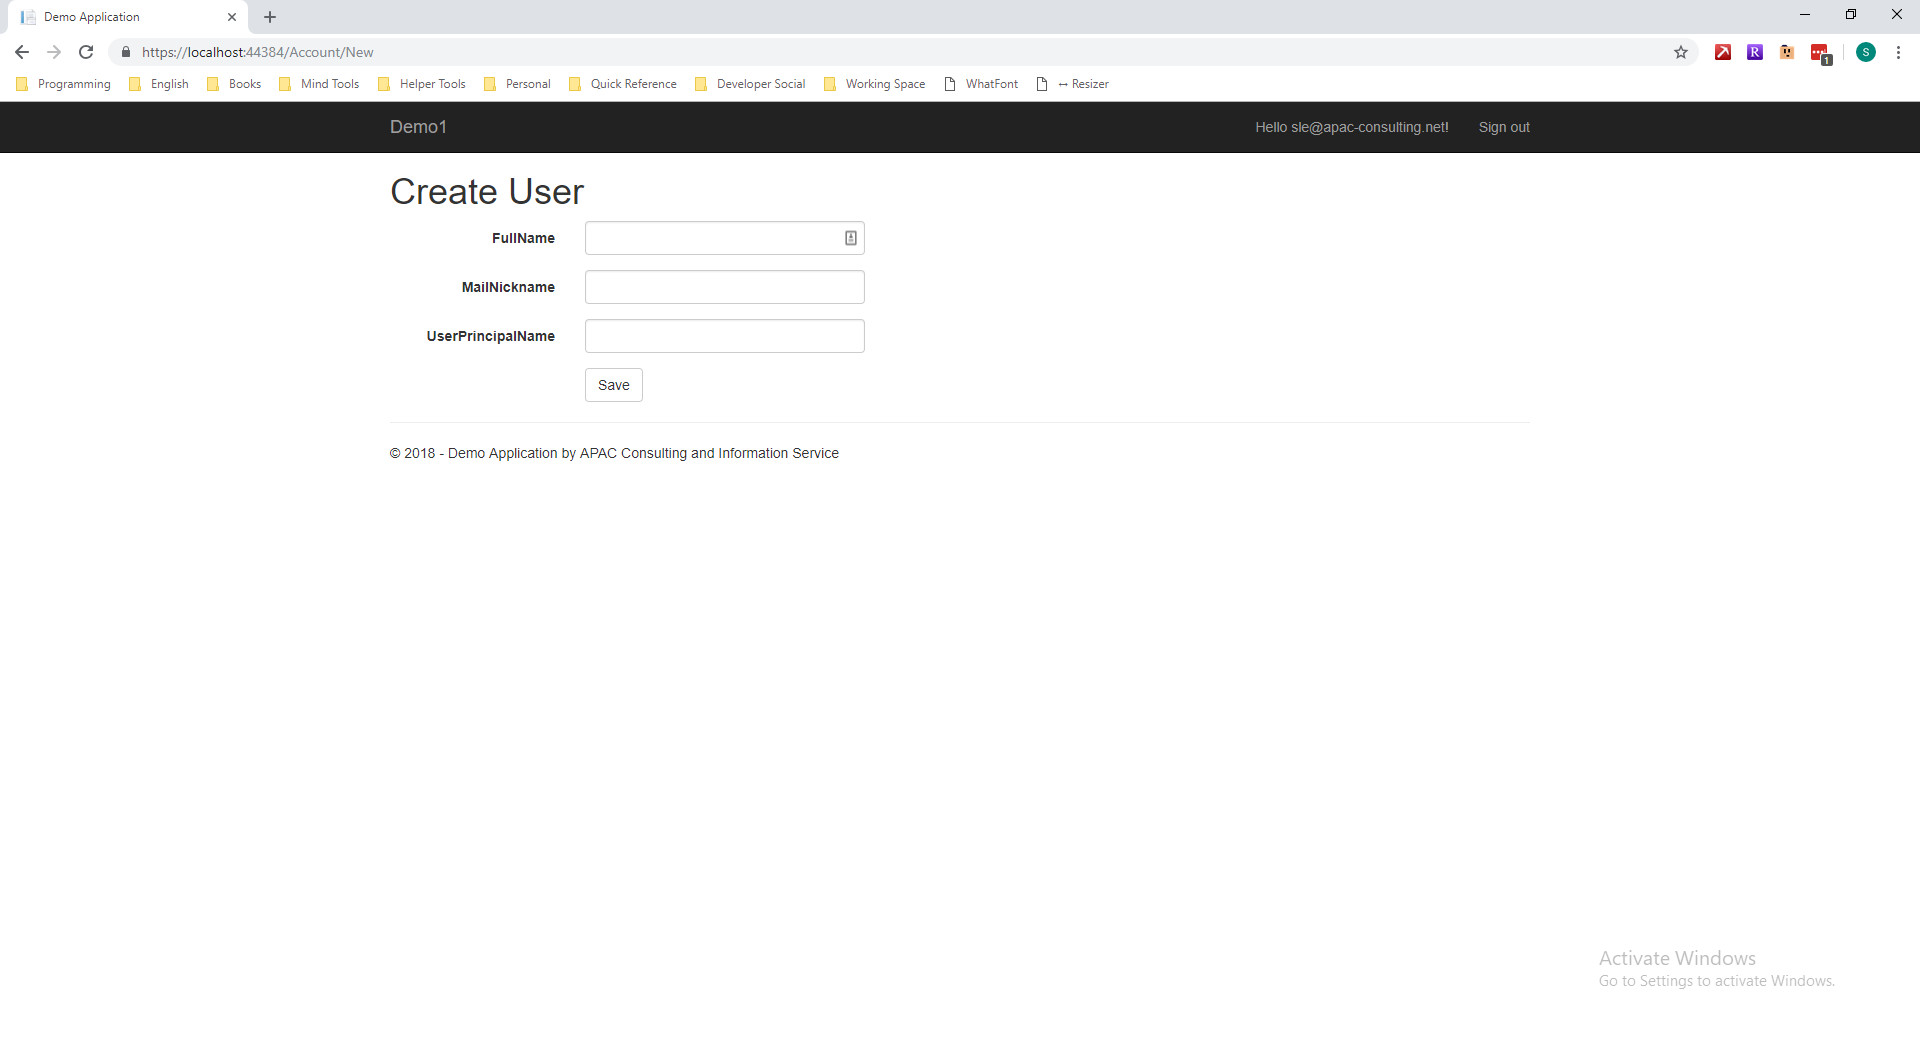 Demo Application
https://localhost:44384/Account/New
S
R
1
Programming English Books Mind Tools Helper Tools Personal Quick Reference Developer Social Working Space WhatFont ↔ Resizer
Demo1 Hello sle@apac-consulting.net! Sign out
Create User
FullName
MailNickname
UserPrincipalName
Save
© 2018 - Demo Application by APAC Consulting and Information Service
Activate Windows
Go to Settings to activate Windows.